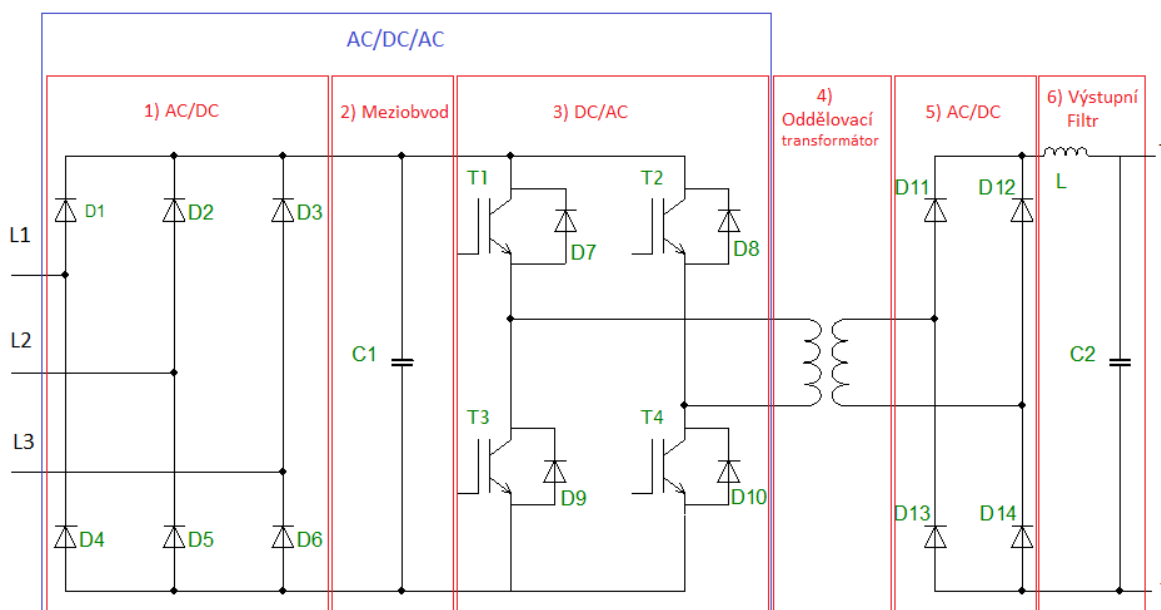 AC/DC/AC
1) AC/DC
2) Meziobvod
3) DC/AC
4)
Oddělovací
transformátor
5) AC/DC
6) Výstupní
Filtr
T1
T2
D11
D12
L
D1
D2
D3
L1
D7
D8
L2
C1
C2
L3
T3
T4
D9
D10
D13
D14
D4
D5
D6